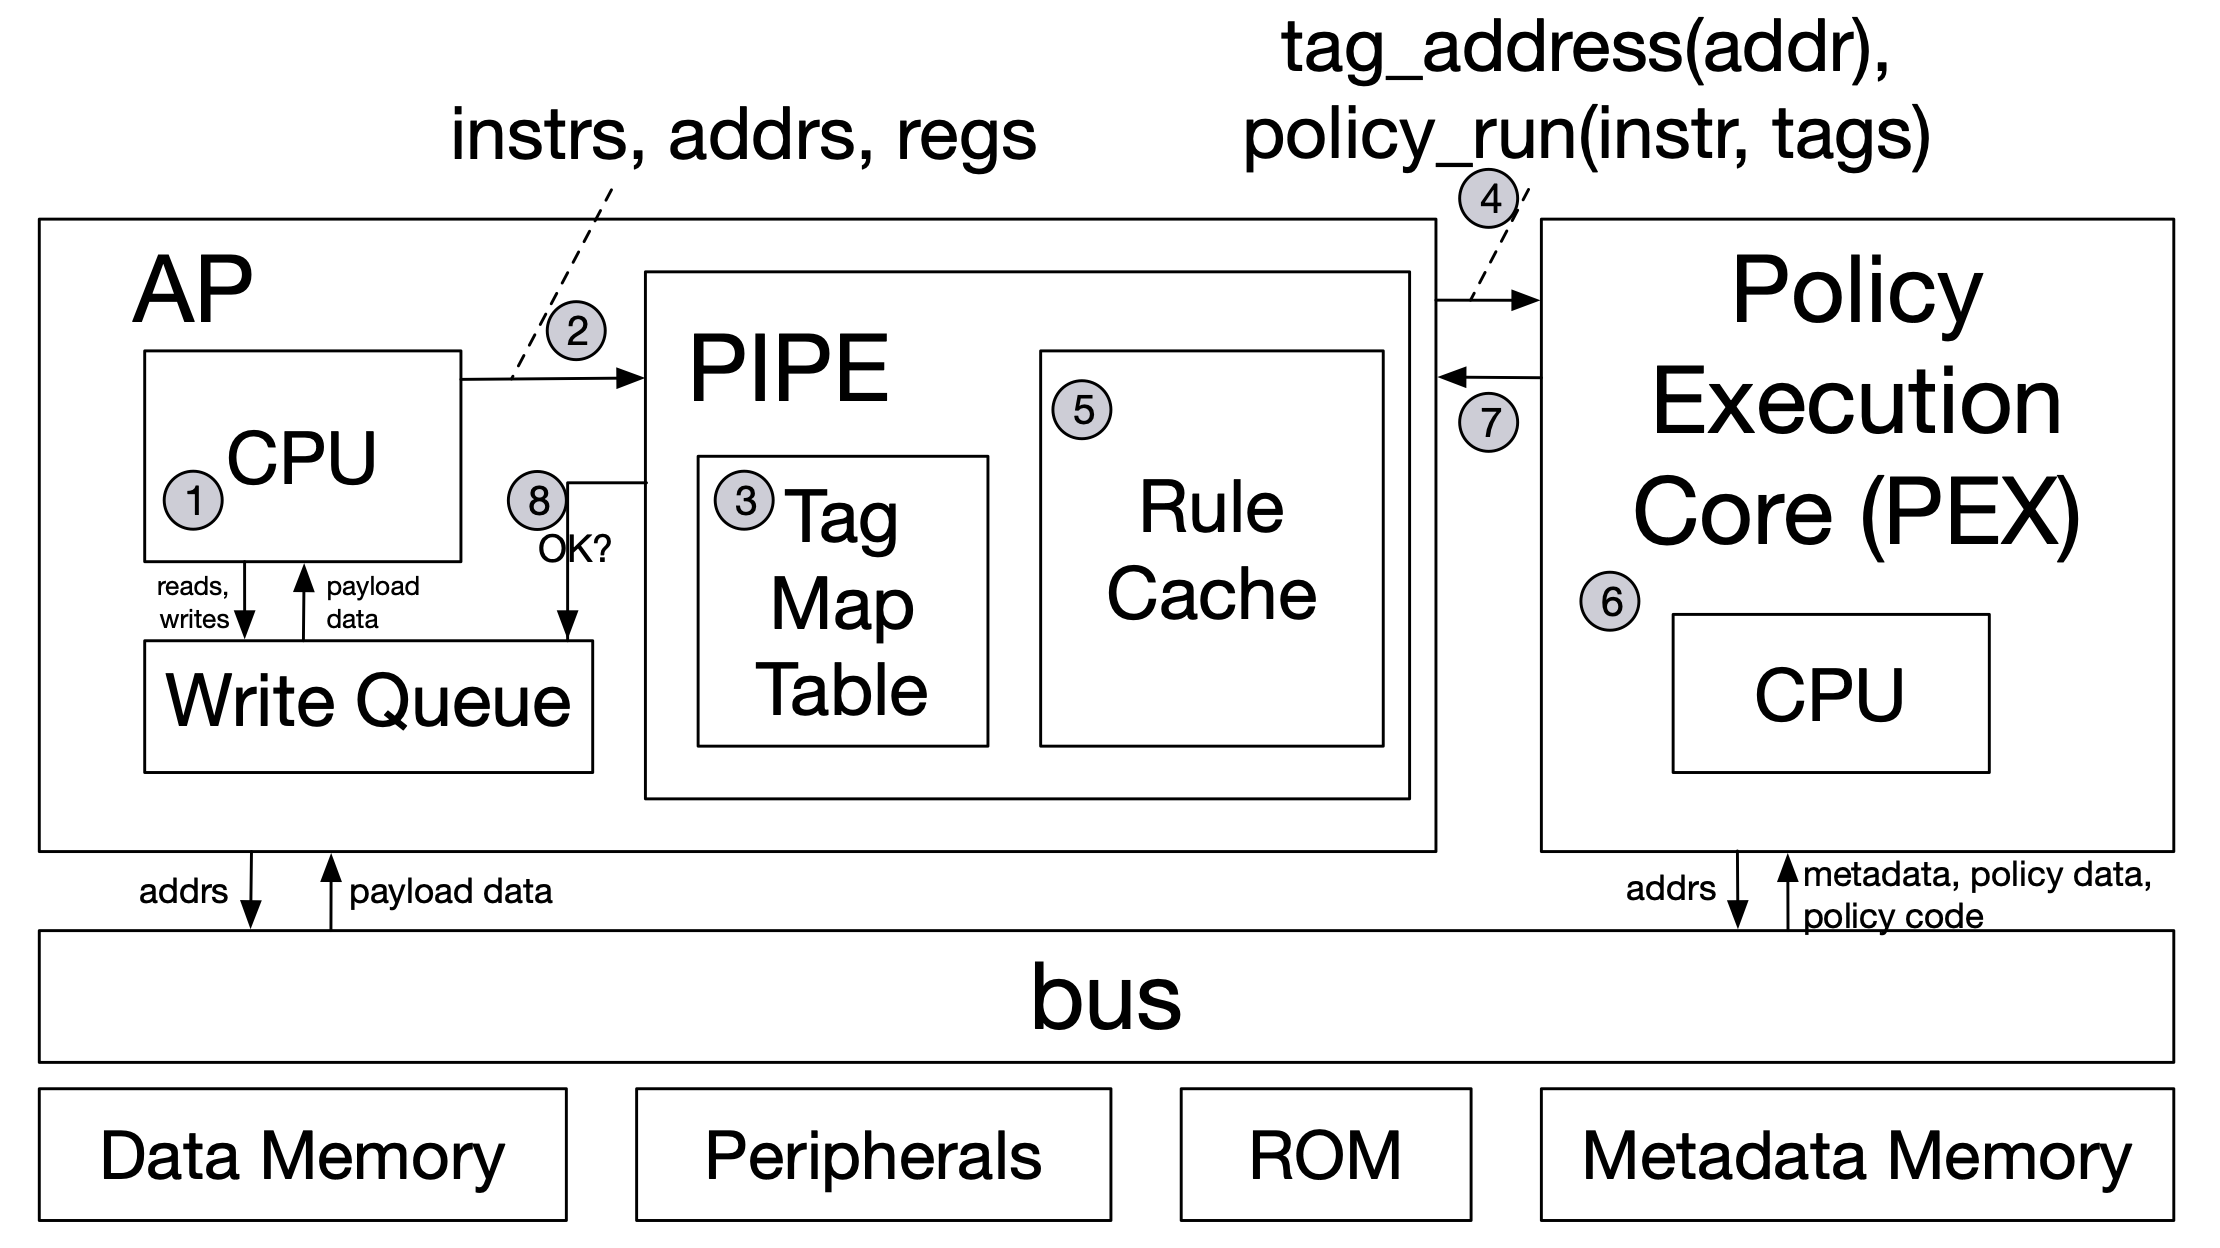 tag_address(addr),
policy_run(instr, tags)
instrs, addrs, regs
4
AP
2
PIPE
CPU
1
8
OK?
3
Tag
Map
Table
5
Rule
Cache
7
Policy
Execution
Core (PEX)
6
CPU
reads,
writes
payload
data
Write Queue
addrs
payload data
addrs
metadata, policy data,
policy code
bus
Data Memory
Peripherals
ROM
Metadata Memory